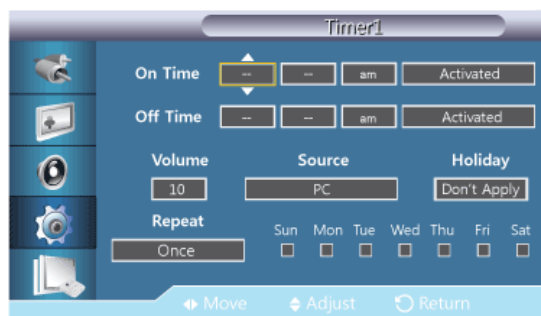 Timer1
On Time -- -- am Activated
Off Time -- -- am Activated
Volume Source Holiday
10 PC Don't Apply
Repeat Sun Mon Tue Wed Thu Fri Sat
Once
Move Adjust Return